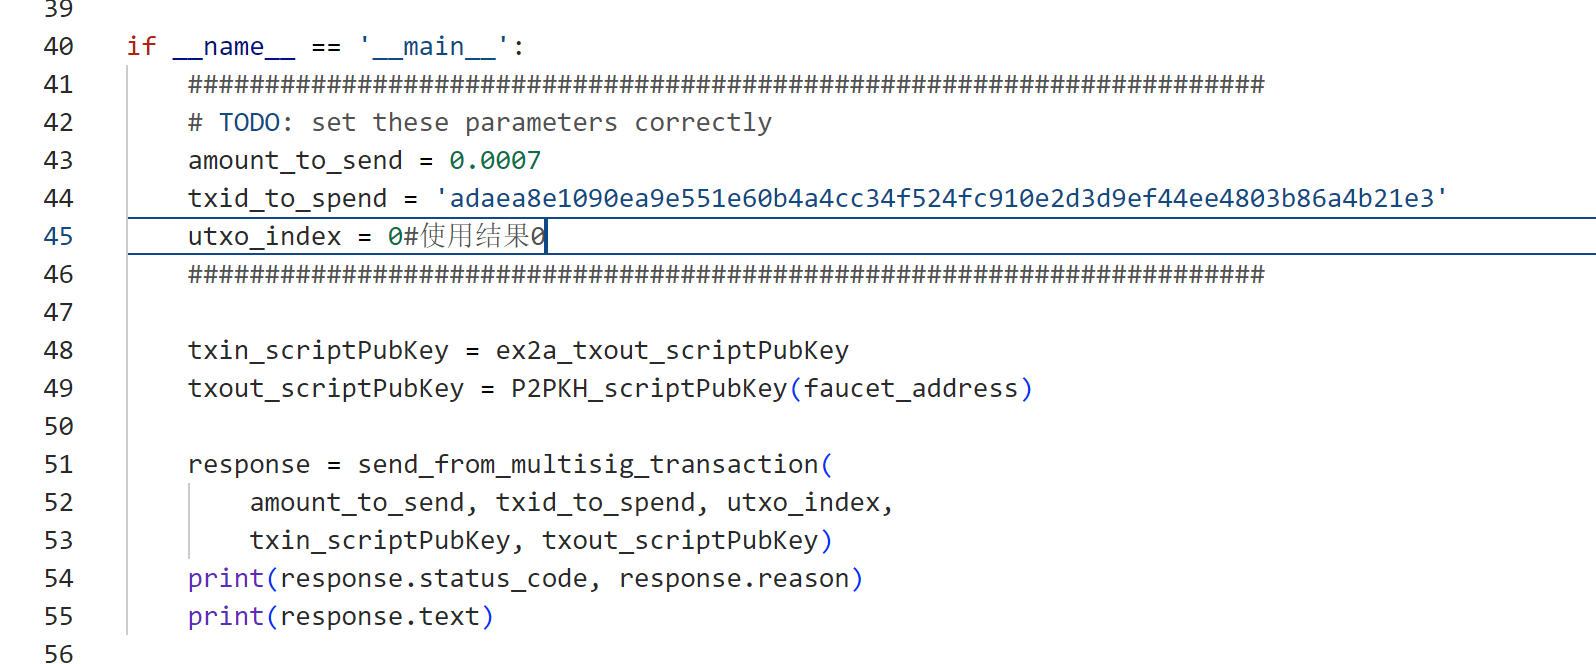 39
40 if __name__ == '__main__':
41 ######################################################################
42 # TODO: set these parameters correctly
43 amount_to_send = 0.0007
44 txid_to_spend = 'adaea8e1090ea9e551e60b4a4cc34f524fc910e2d3d9ef44ee4803b86a4b21e3'
45 utxo_index = 0#使用结果0
46 ######################################################################
47
48 txin_scriptPubKey = ex2a_txout_scriptPubKey
49 txout_scriptPubKey = P2PKH_scriptPubKey(faucet_address)
50
51 response = send_from_multisig_transaction(
52 amount_to_send, txid_to_spend, utxo_index,
53 txin_scriptPubKey, txout_scriptPubKey)
54 print(response.status_code, response.reason)
55 print(response.text)
56